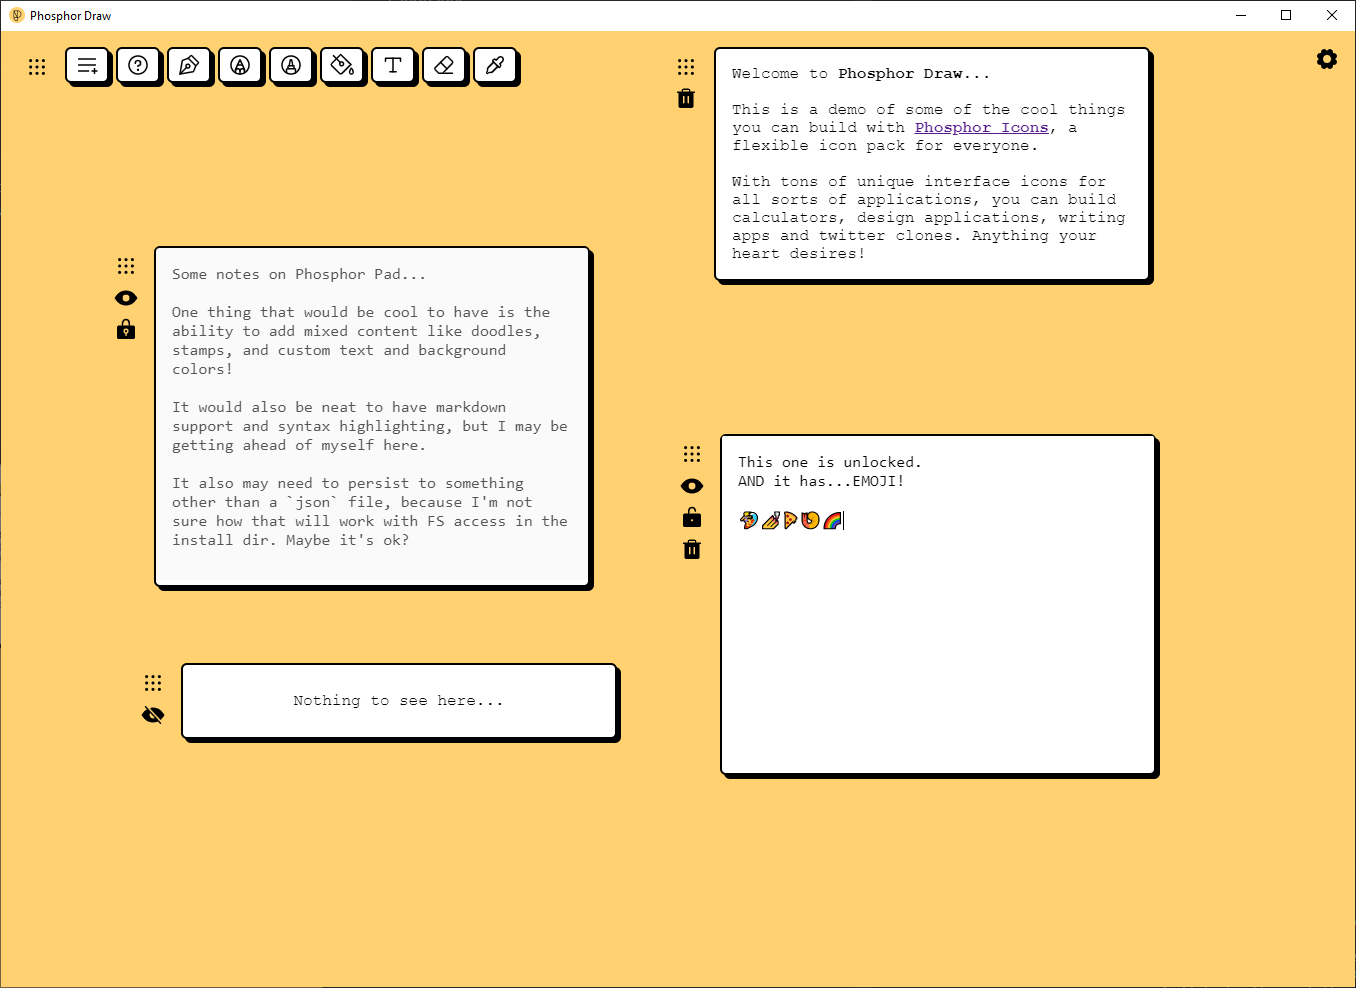 Phosphor Draw
Welcome to Phosphor Draw...
This is a demo of some of the cool things
you can build with Phosphor Icons, a
flexible icon pack for everyone.
With tons of unique interface icons for
all sorts of applications, you can build
calculators, design applications, writing
apps and twitter clones. Anything your
heart desires!
Some notes on Phosphor Pad...
One thing that would be cool to have is the
ability to add mixed content like doodles,
stamps, and custom text and background
colors!
It would also be neat to have markdown
support and syntax highlighting, but I may be
getting ahead of myself here.
It also may need to persist to something
other than a `json` file, because I'm not
sure how that will work with FS access in the
install dir. Maybe it's ok?
This one is unlocked.
AND it has...EMOJI!
Nothing to see here...